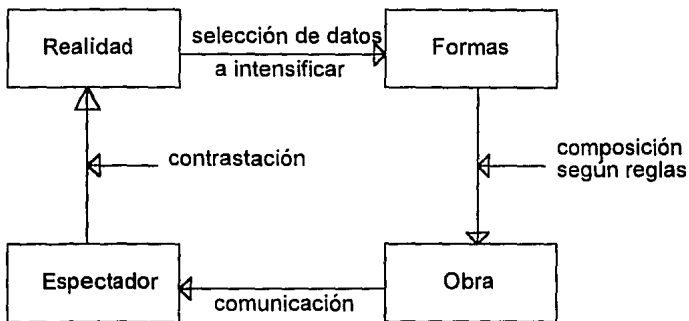 Realidad
selección de datos
a intensificar
Formas
contrastación
composición
según reglas
Espectador
comunicación
Obra